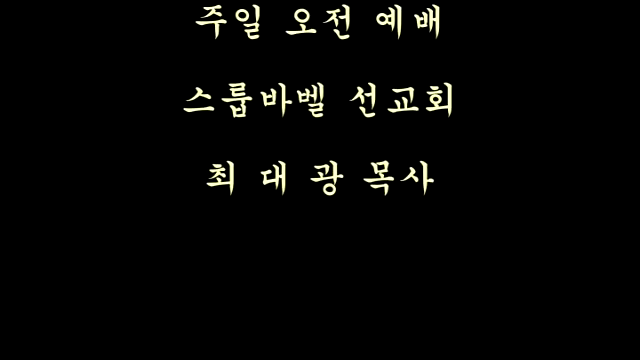 주일 오전 예배
스룹바벨 선교회
최 대 광 목사